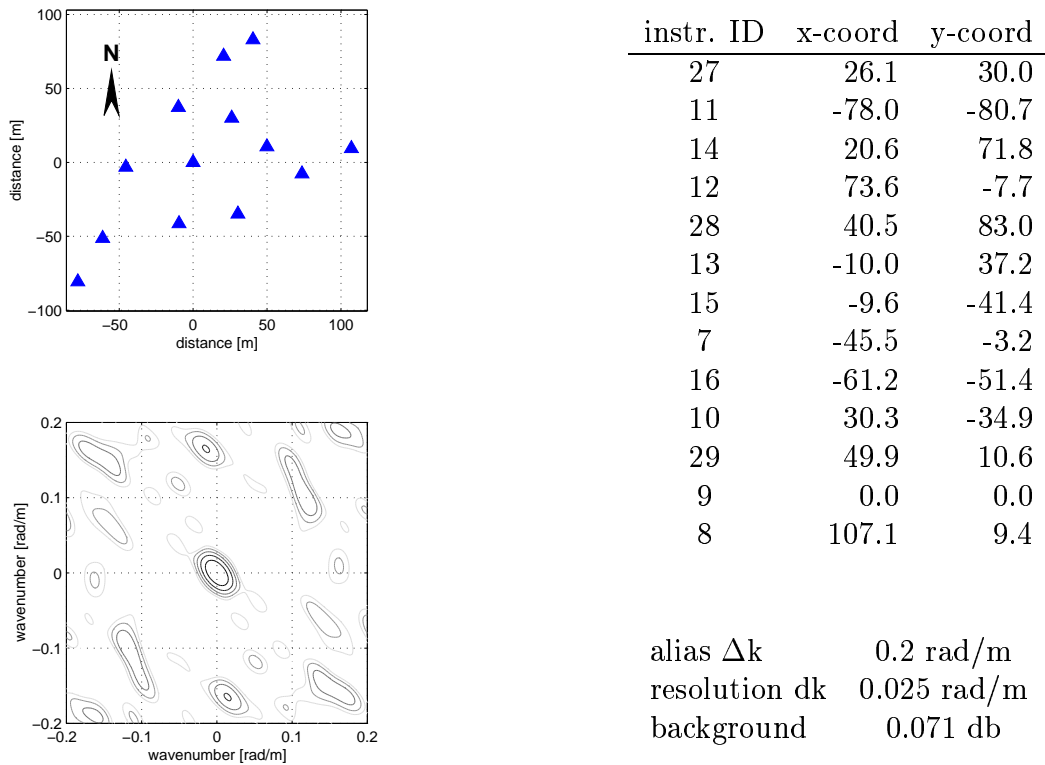 N
100
50
0
−50
−100
−50 0 50 100
distance [m]
distance [m]
0.2
0.1
0
−0.1
−0.2
−0.2 −0.1 0 0.1 0.2
wavenumber [rad/m]
wavenumber [rad/m]
instr. ID x-coord y-coord
27 26.1 30.0
11 -78.0 -80.7
14 20.6 71.8
12 73.6 -7.7
28 40.5 83.0
13 -10.0 37.2
15 -9.6 -41.4
7 -45.5 -3.2
16 -61.2 -51.4
10 30.3 -34.9
29 49.9 10.6
9 0.0 0.0
8 107.1 9.4
alias Δk 0.2 rad/m
resolution dk 0.025 rad/m
background 0.071 db